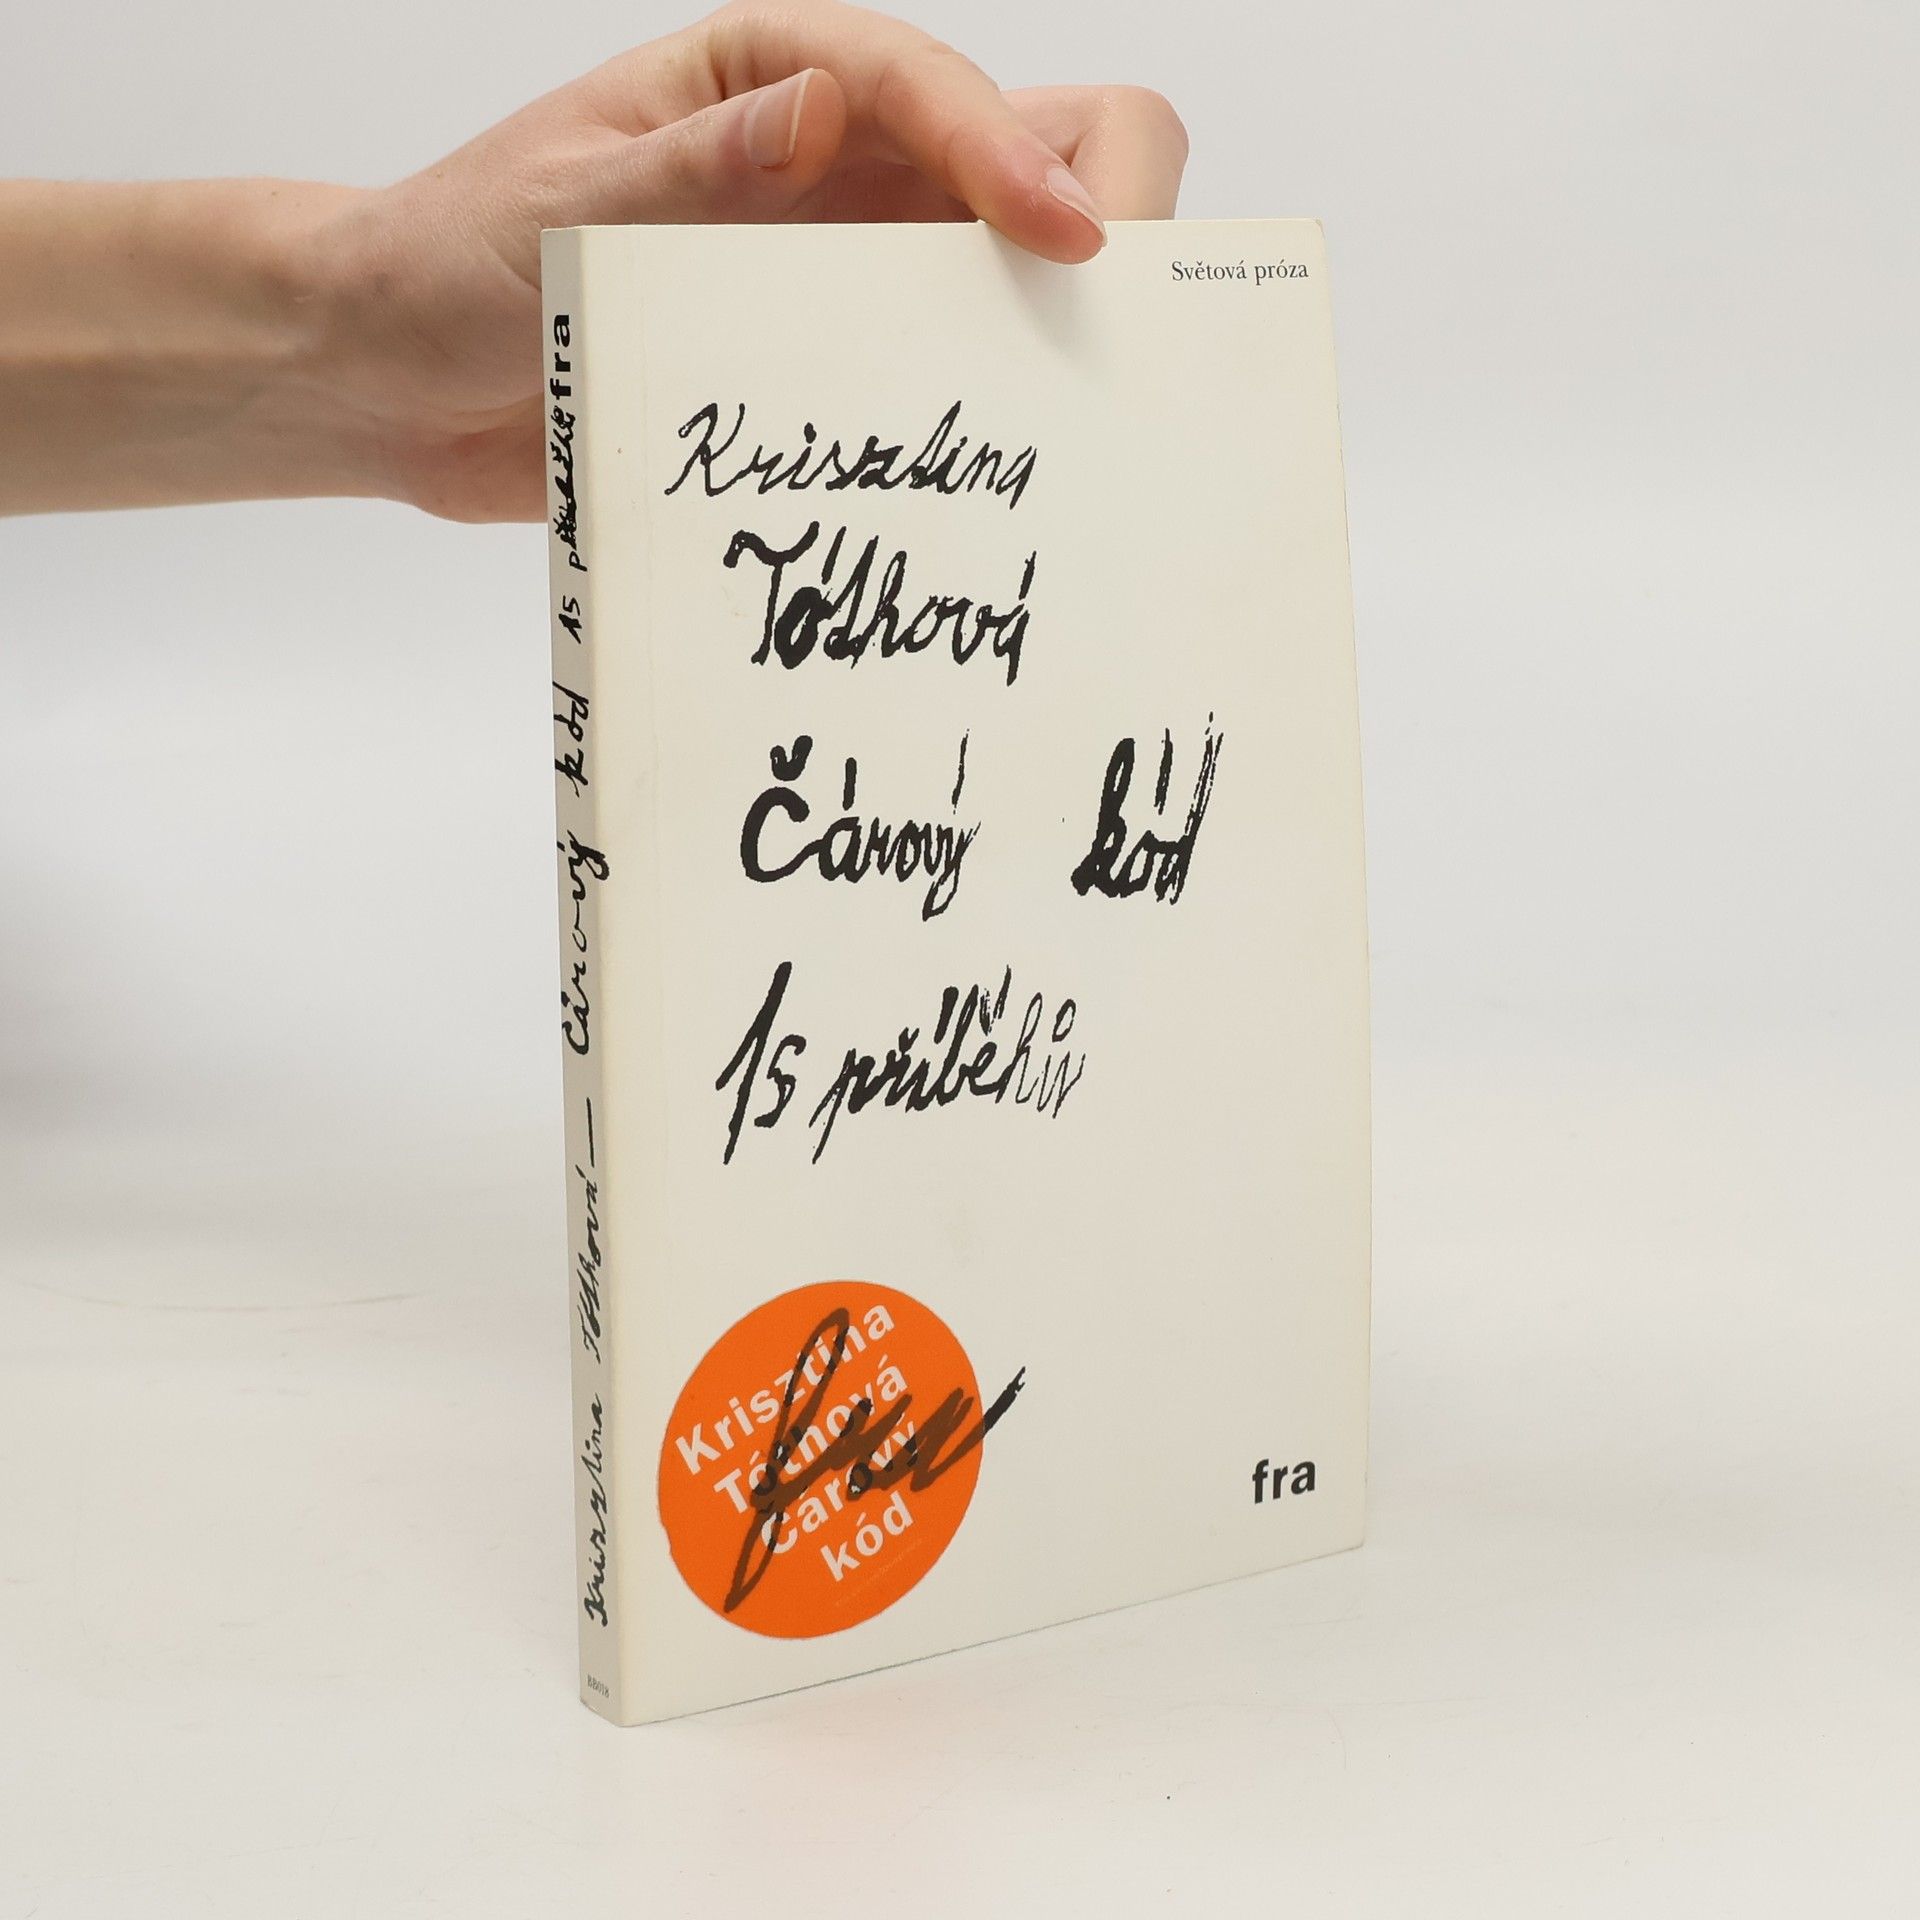 Světová próza
Krisztina
Tóthová
Čárový kód
15 příběhů
Krisztina
Tóthová
Čárový
kód
fra
Krisztina Tóthová — Čárový kód 15 fra
BB018